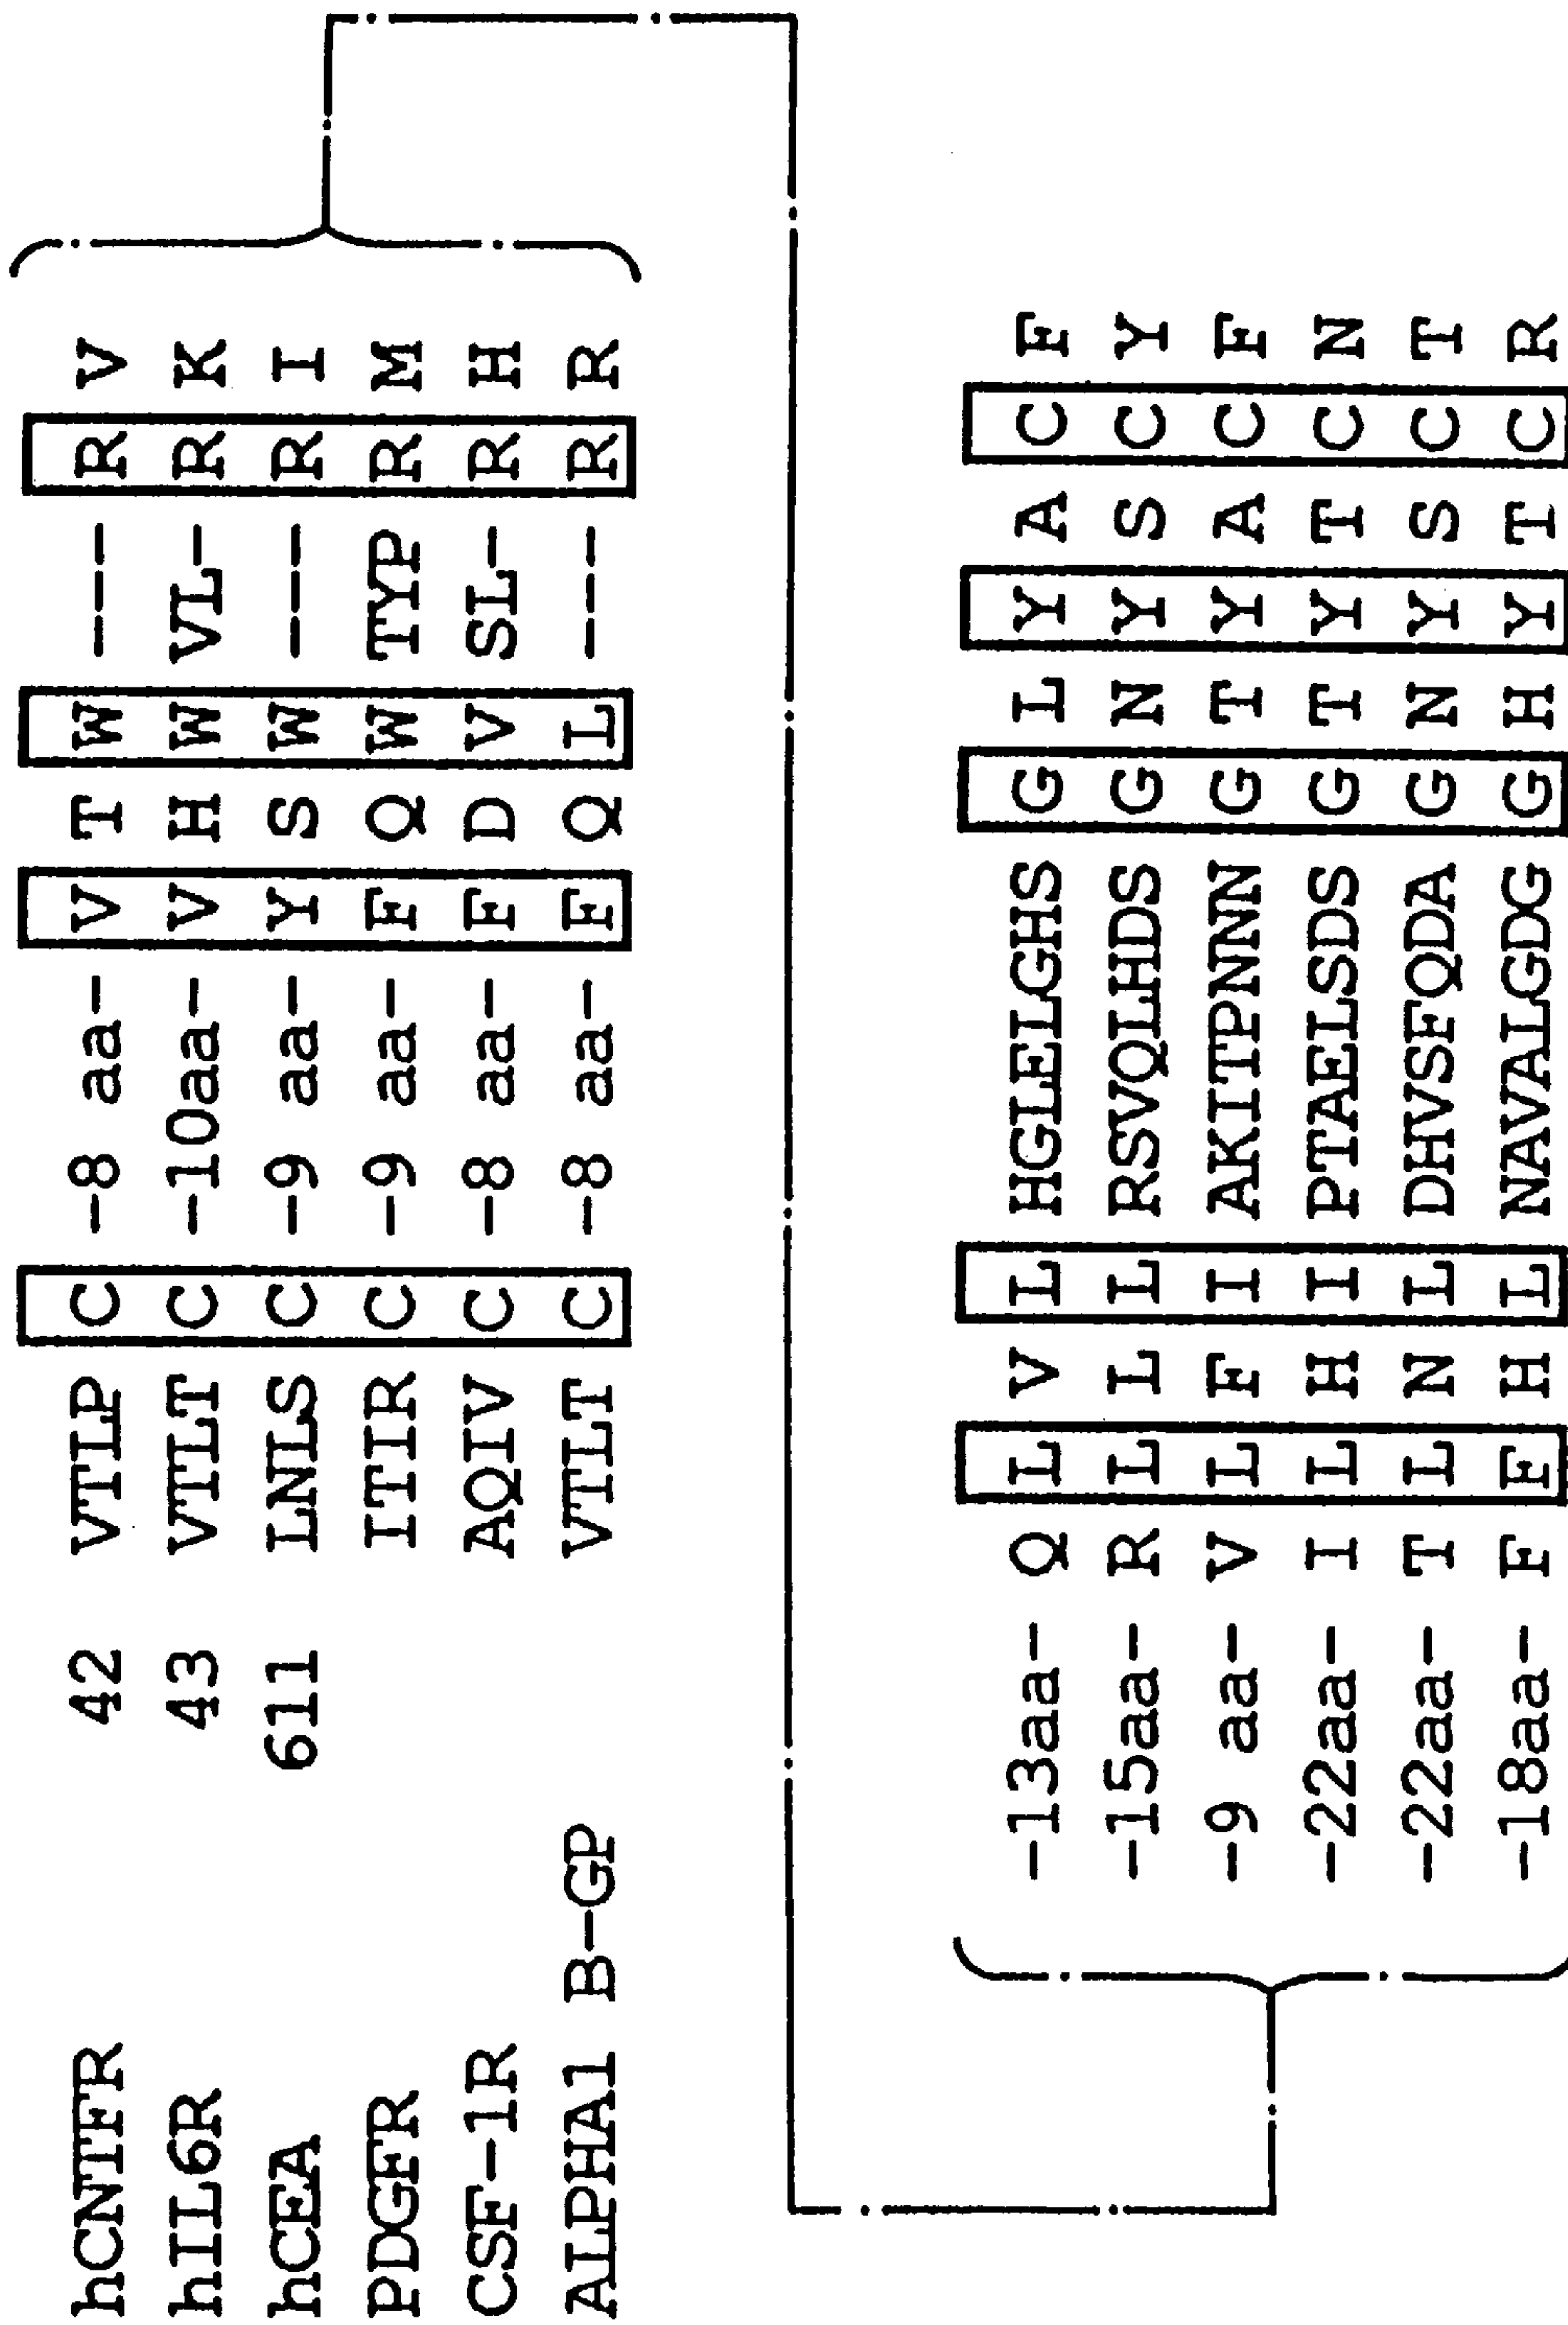 hCNTFR 42 VTLP C -8 aa- V T W --- R V
hIL6R 43 VTLT C -10aa- V H W VL- R K
hCEA 611 LNLS C -9 aa- Y S W --- R I
PDGFR ITIR C -9 aa- F Q W TYP R M
CSF-1R AQIV C -8 aa- F D V SL- R H
ALPHA1 B-GP VTLT C -8 aa- F Q L --- R R
-13aa- Q L V L HGLELGHS G L Y A C F
-15aa- R L L L RSVQLHDS G N Y S C Y
-9 aa- V L F I AKITPNNN G T Y A C F
-22aa- I L H I PTAELSDS G T Y T C N
-22aa- T L N L DHVSFQDA G N Y S C T
-18aa- F F H L NAVALGDG G H Y T C R